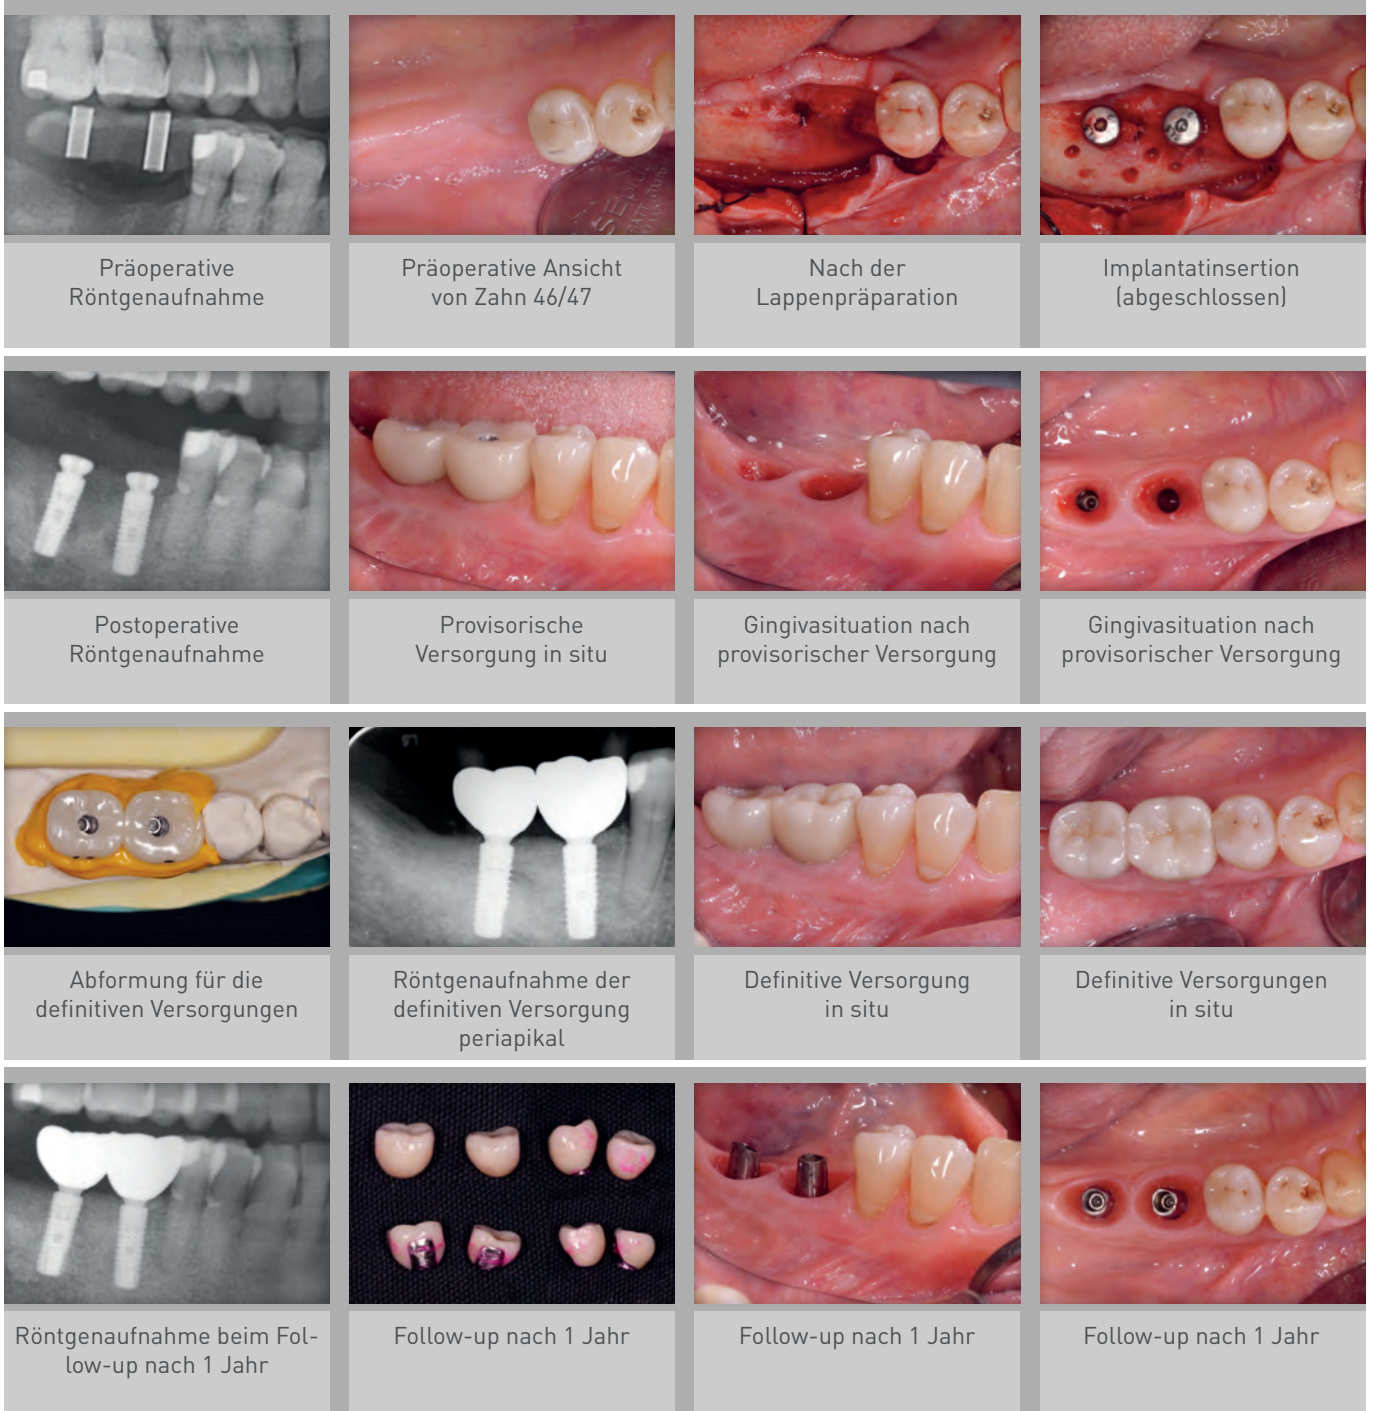 Präoperative
Röntgenaufnahme
Präoperative Ansicht
von Zahn 46/47
Nach der
Lappenpräparation
Implantatinsertion
(abgeschlossen)
Postoperative
Röntgenaufnahme
Provisorische
Versorgung in situ
Gingivasituation nach
provisorischer Versorgung
Gingivasituation nach
provisorischer Versorgung
Abformung für die
definitiven Versorgungen
Röntgenaufnahme der
definitiven Versorgung
periapikal
Definitive Versorgung
in situ
Definitive Versorgungen
in situ
Röntgenaufnahme beim Fol-
low-up nach 1 Jahr
Follow-up nach 1 Jahr
Follow-up nach 1 Jahr
Follow-up nach 1 Jahr